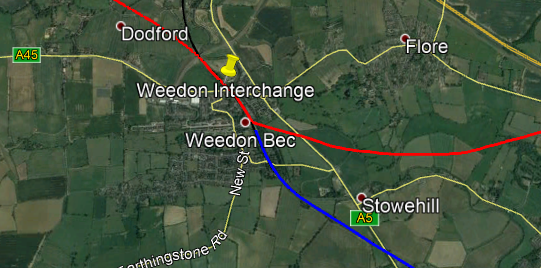 Dodford
Flore
A45
Weedon Interchange
Weedon Bec
New St
Stowehill
A5
Farthingstone Rd